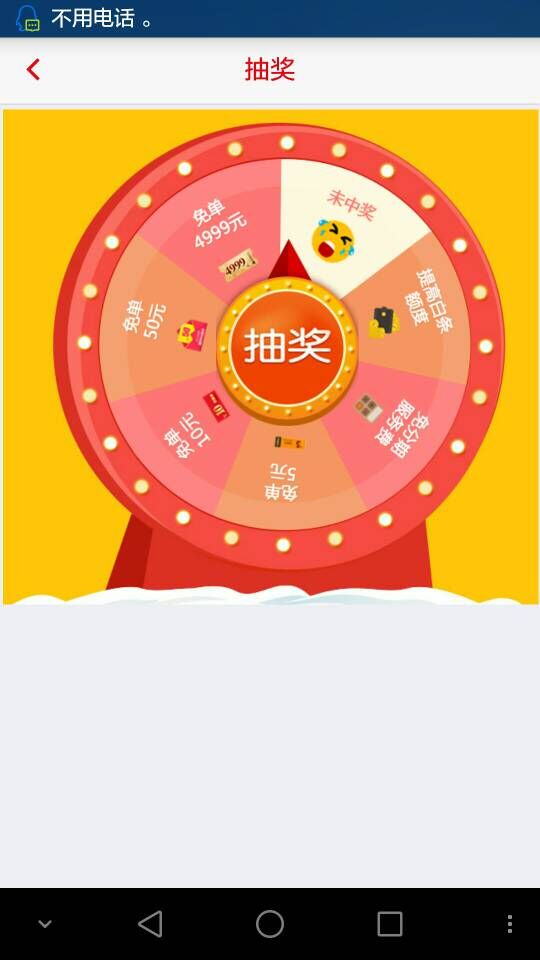 不用电话 。
抽奖
未中奖
提高白条
额度
免分期
服务费
免单
5元
免单
10元
免单
50元
免单
4999元
4999
10
抽奖